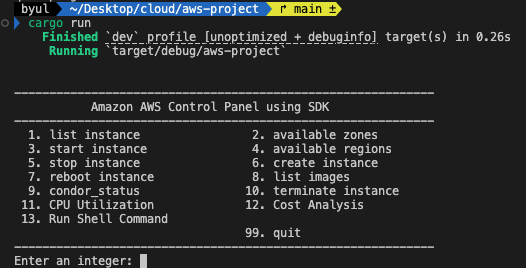 byul ~/Desktop/cloud/aws-project main ±
cargo run
Finished `dev` profile [unoptimized + debuginfo] target(s) in 0.26s
Running `target/debug/aws-project`
------------------------------------------------------------
Amazon AWS Control Panel using SDK
------------------------------------------------------------
1. list instance 2. available zones
3. start instance 4. available regions
5. stop instance 6. create instance
7. reboot instance 8. list images
9. condor_status 10. terminate instance
11. CPU Utilization 12. Cost Analysis
13. Run Shell Command
99. quit
------------------------------------------------------------
Enter an integer: